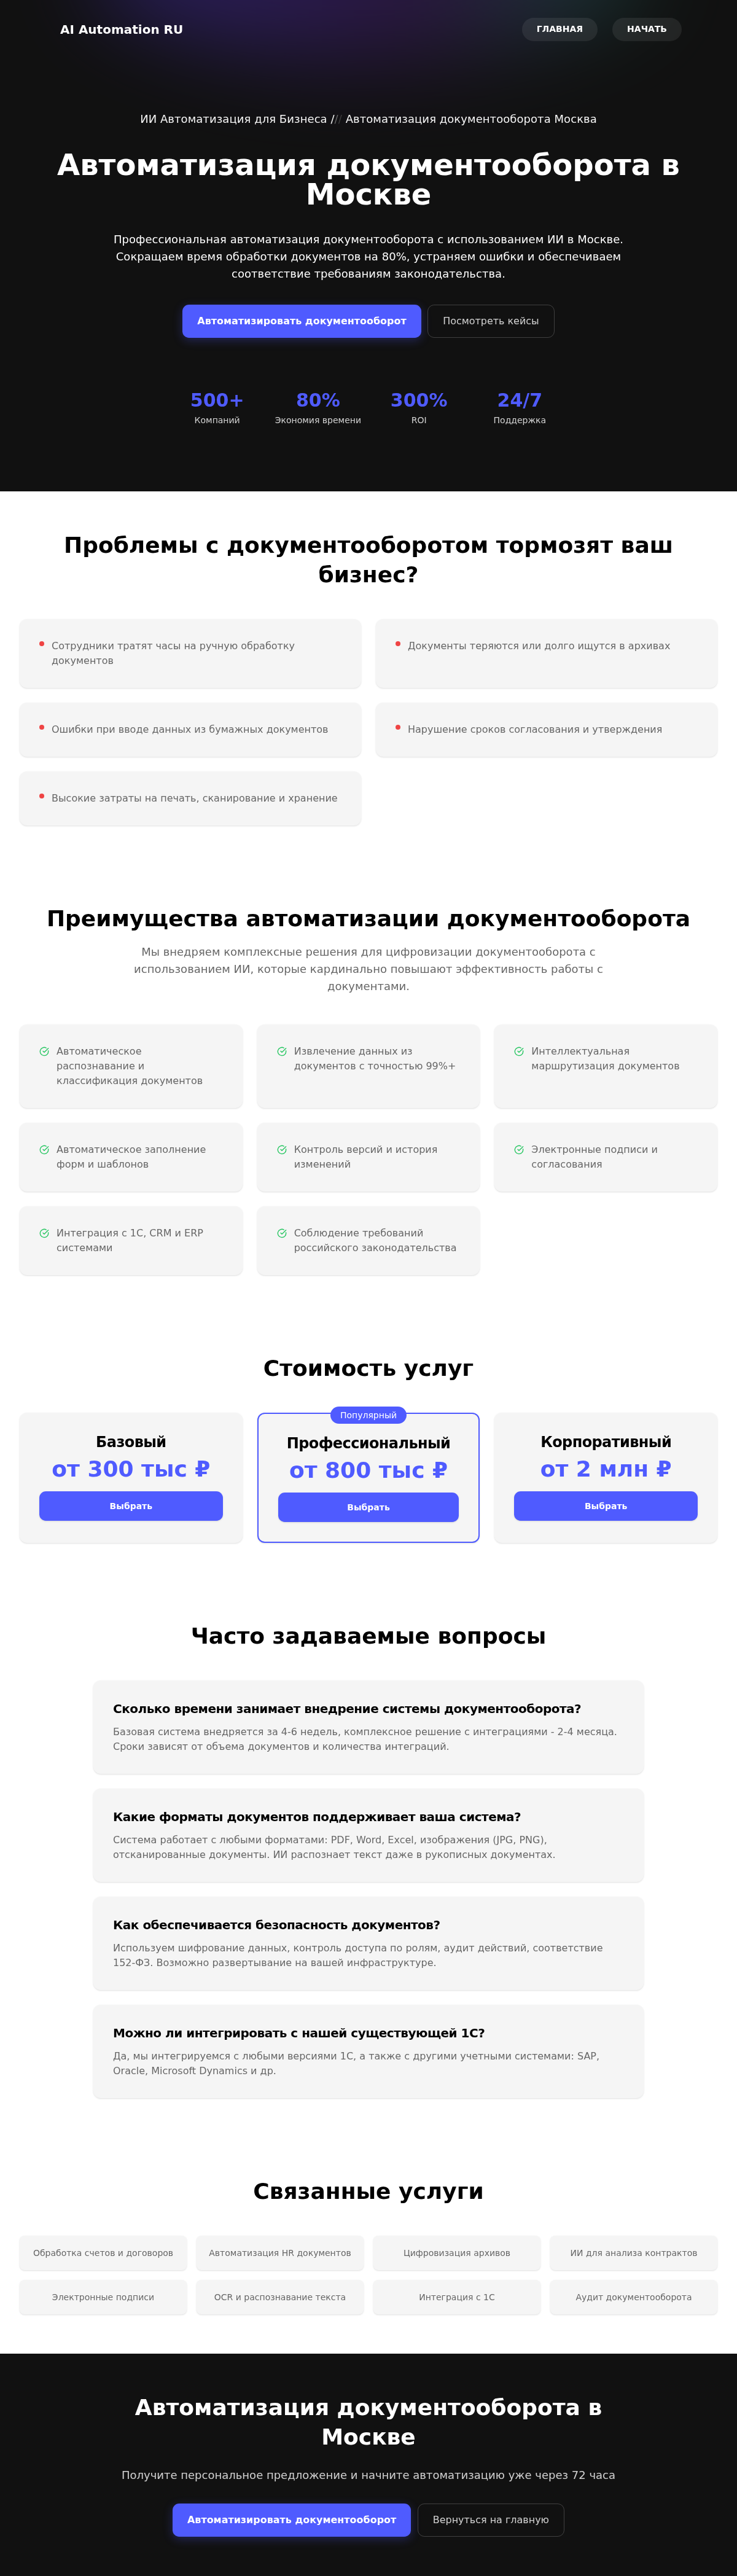 AI Automation RU
ГЛАВНАЯ
НАЧАТЬ
ИИ Автоматизация для Бизнеса /// Автоматизация документооборота Москва
Автоматизация документооборота в
Москве
Профессиональная автоматизация документооборота с использованием ИИ в Москве.
Сокращаем время обработки документов на 80%, устраняем ошибки и обеспечиваем
соответствие требованиям законодательства.
Автоматизировать документооборот
Посмотреть кейсы
500+
Компаний
80%
Экономия времени
300%
ROI
24/7
Поддержка
Проблемы с документооборотом тормозят ваш
бизнес?
Сотрудники тратят часы на ручную обработку
документов
Документы теряются или долго ищутся в архивах
Ошибки при вводе данных из бумажных документов
Нарушение сроков согласования и утверждения
Высокие затраты на печать, сканирование и хранение
Преимущества автоматизации документооборота
Мы внедряем комплексные решения для цифровизации документооборота с
использованием ИИ, которые кардинально повышают эффективность работы с
документами.
Автоматическое
распознавание и
классификация документов
Извлечение данных из
документов с точностью 99%+
Интеллектуальная
маршрутизация документов
Автоматическое заполнение
форм и шаблонов
Контроль версий и история
изменений
Электронные подписи и
согласования
Интеграция с 1С, CRM и ERP
системами
Соблюдение требований
российского законодательства
Стоимость услуг
Базовый
от 300 тыс ₽
Выбрать
Популярный
Профессиональный
от 800 тыс ₽
Выбрать
Корпоративный
от 2 млн ₽
Выбрать
Часто задаваемые вопросы
Сколько времени занимает внедрение системы документооборота?
Базовая система внедряется за 4-6 недель, комплексное решение с интеграциями - 2-4 месяца.
Сроки зависят от объема документов и количества интеграций.
Какие форматы документов поддерживает ваша система?
Система работает с любыми форматами: PDF, Word, Excel, изображения (JPG, PNG),
отсканированные документы. ИИ распознает текст даже в рукописных документах.
Как обеспечивается безопасность документов?
Используем шифрование данных, контроль доступа по ролям, аудит действий, соответствие
152-ФЗ. Возможно развертывание на вашей инфраструктуре.
Можно ли интегрировать с нашей существующей 1С?
Да, мы интегрируемся с любыми версиями 1С, а также с другими учетными системами: SAP,
Oracle, Microsoft Dynamics и др.
Связанные услуги
Обработка счетов и договоров
Автоматизация HR документов
Цифровизация архивов
ИИ для анализа контрактов
Электронные подписи
OCR и распознавание текста
Интеграция с 1С
Аудит документооборота
Автоматизация документооборота в
Москве
Получите персональное предложение и начните автоматизацию уже через 72 часа
Автоматизировать документооборот
Вернуться на главную